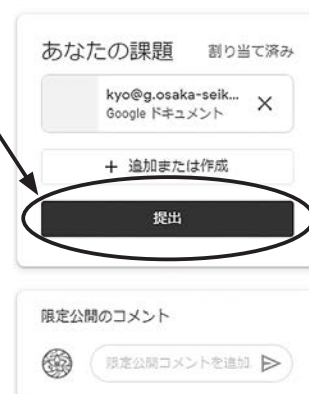 あなたの課題 割り当て済み
kyo@g.osaka-seik...
Google ドキュメント
+ 追加または作成
提出
限定公開のコメント
限定公開コメントを追加